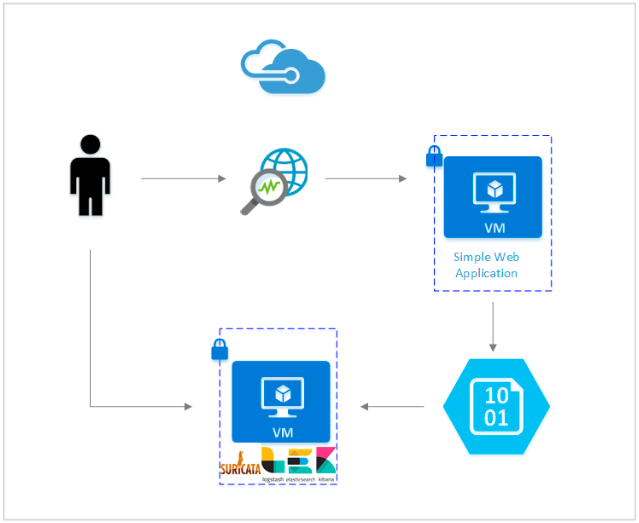 VM
Simple Web
Application
10
01
VM
SURICATA
logstash elasticsearch kibana